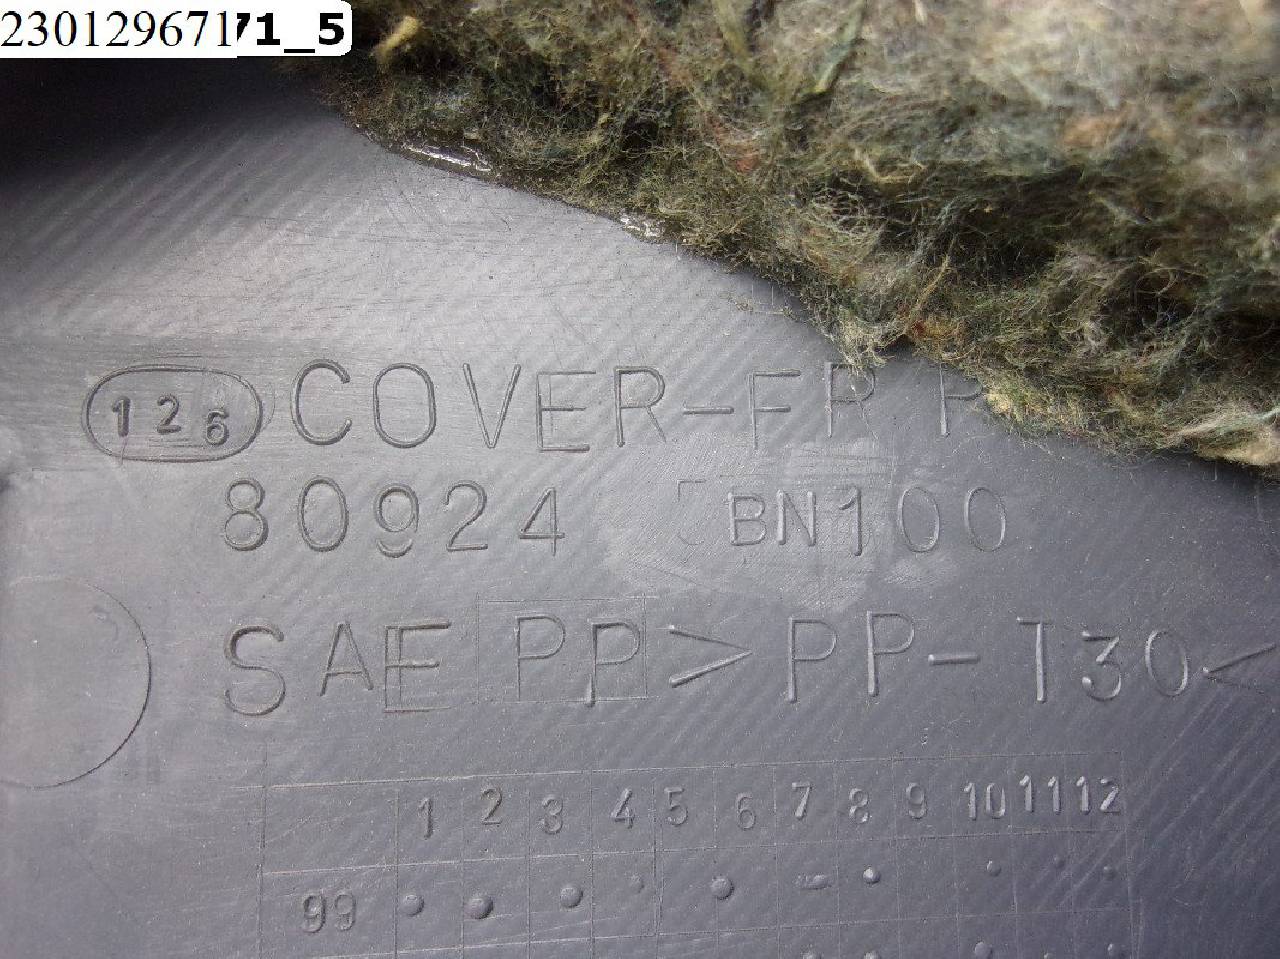 23012967171_5
126 COVER-FR
80924 BN100
SAE PP >PP-T30<
1 2 3 4 5 6 7 8 9 10 11 12
99